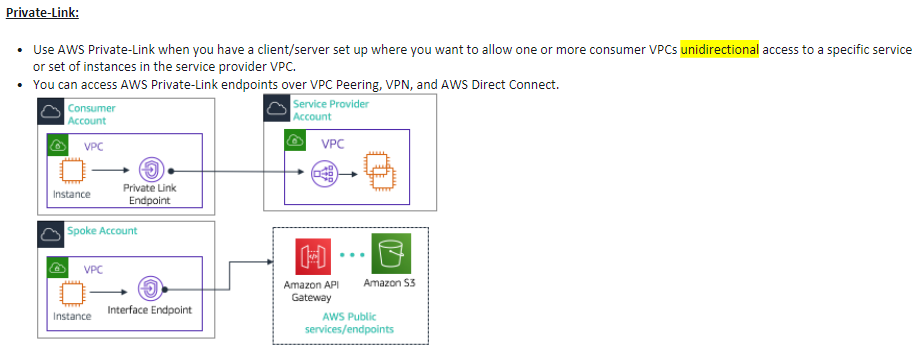 Private-Link:
Use AWS Private-Link when you have a client/server set up where you want to allow one or more consumer VPCs unidirectional access to a specific service
or set of instances in the service provider VPC.
You can access AWS Private-Link endpoints over VPC Peering, VPN, and AWS Direct Connect.
Consumer
Account
VPC
Instance
Private Link
Endpoint
Service Provider
Account
VPC
Spoke Account
VPC
Instance
Interface Endpoint
Amazon API
Gateway
Amazon S3
AWS Public
services/endpoints